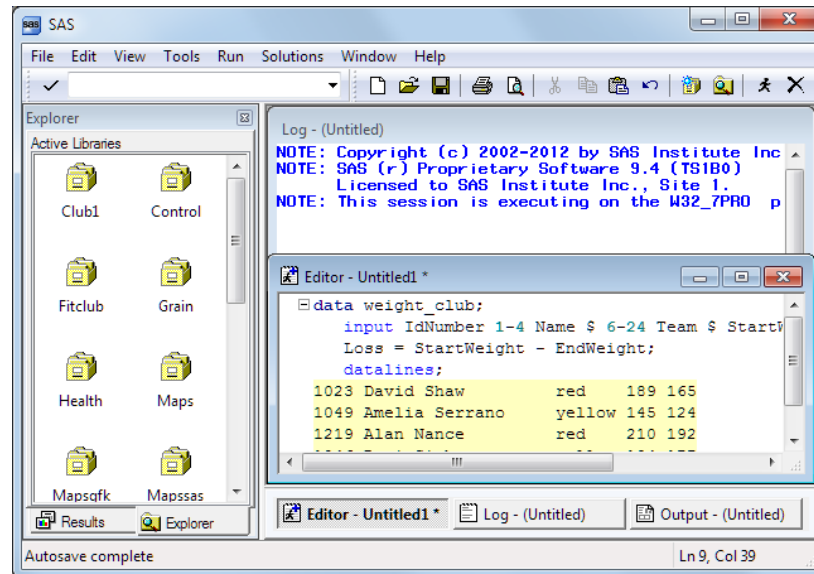 sas SAS
File Edit View Tools Run Solutions Window Help
Explorer
Active Libraries
Club1 Control
Fitclub Grain
Health Maps
Mapsgfk Mapssas
Results Explorer
Log - (Untitled)
NOTE: Copyright (c) 2002-2012 by SAS Institute Inc
NOTE: SAS (r) Proprietary Software 9.4 (TS1B0)
Licensed to SAS Institute Inc., Site 1.
NOTE: This session is executing on the W32_7PRO p
Editor - Untitled1 *
data weight_club;
input IdNumber 1-4 Name $ 6-24 Team $ StartW
Loss = StartWeight - EndWeight;
datalines;
1023 David Shaw red 189 165
1049 Amelia Serrano yellow 145 124
1219 Alan Nance red 210 192
Editor - Untitled1 * Log - (Untitled) Output - (Untitled)
Autosave complete Ln 9, Col 39